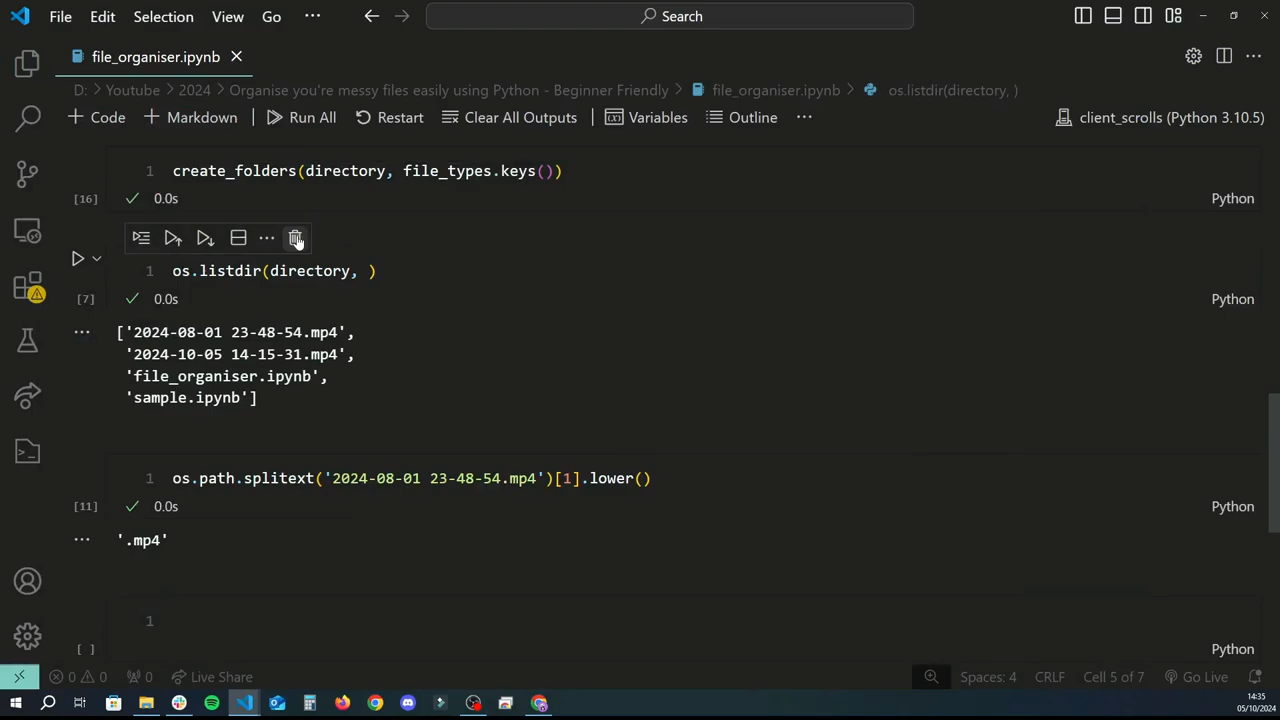 File Edit Selection View Go ··· Search
file_organiser.ipynb
D: > Youtube > 2024 > Organise you're messy files easily using Python - Beginner Friendly > file_organiser.ipynb > os.listdir(directory, )
+ Code + Markdown Run All Restart Clear All Outputs Variables Outline ··· client_scrolls (Python 3.10.5)
1 create_folders(directory, file_types.keys())
[16] 0.0s Python
1 os.listdir(directory, )
[7] 0.0s Python
··· ['2024-08-01 23-48-54.mp4',
'2024-10-05 14-15-31.mp4',
'file_organiser.ipynb',
'sample.ipynb']
1 os.path.splitext('2024-08-01 23-48-54.mp4')[1].lower()
[11] 0.0s Python
··· '.mp4'
1
[ ] Python
0 0 0 Live Share Spaces: 4 CRLF Cell 5 of 7 Go Live
14:35
05/10/2024